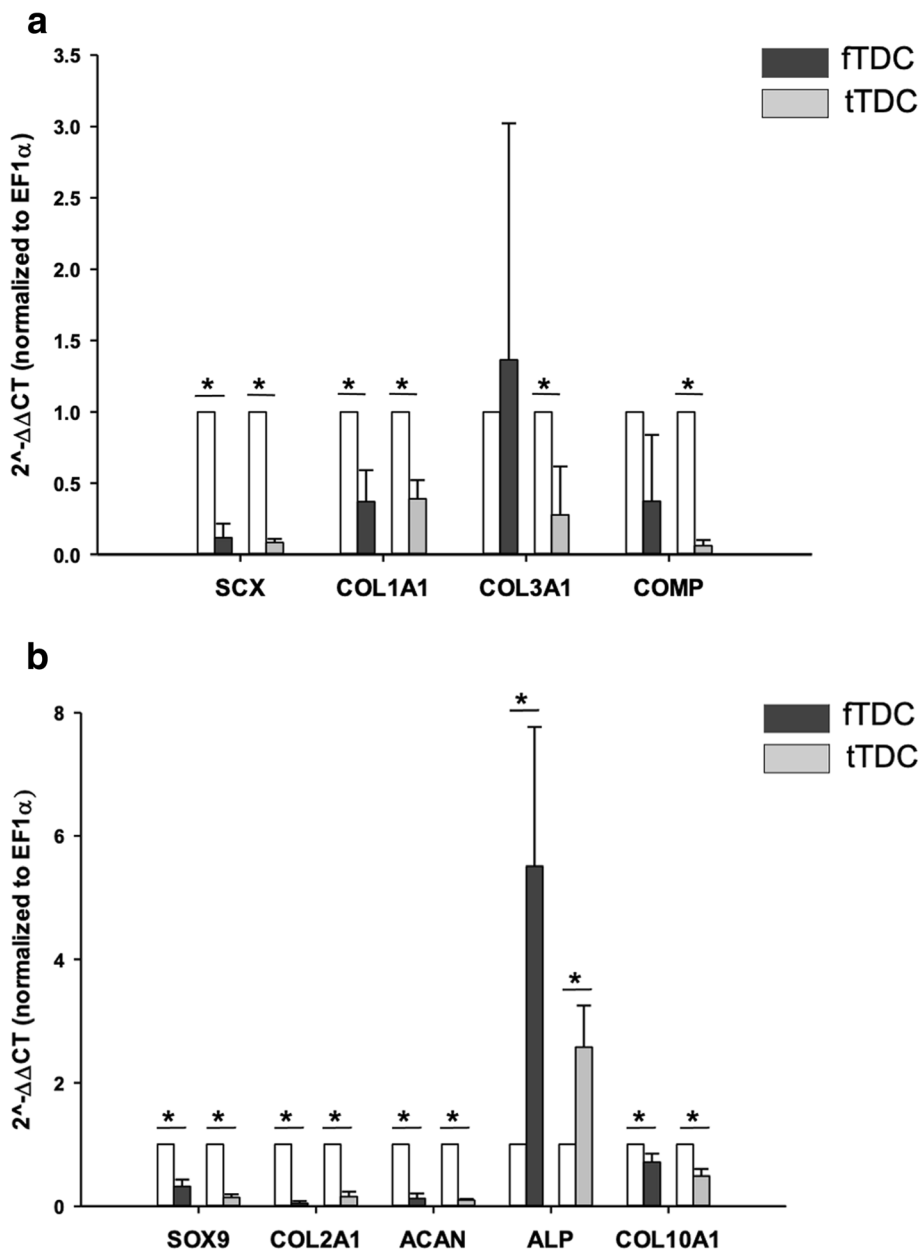 a
3.5
3.0
2.5
2.0
1.5
1.0
0.5
0.0
2^-ΔΔCT (normalized to EF1α)
fTDC
tTDC
* * * * * *
SCX COL1A1 COL3A1 COMP
b
8
6
4
2
0
2^-ΔΔCT (normalized to EF1α)
fTDC
tTDC
*
*
* * * * * * * *
SOX9 COL2A1 ACAN ALP COL10A1